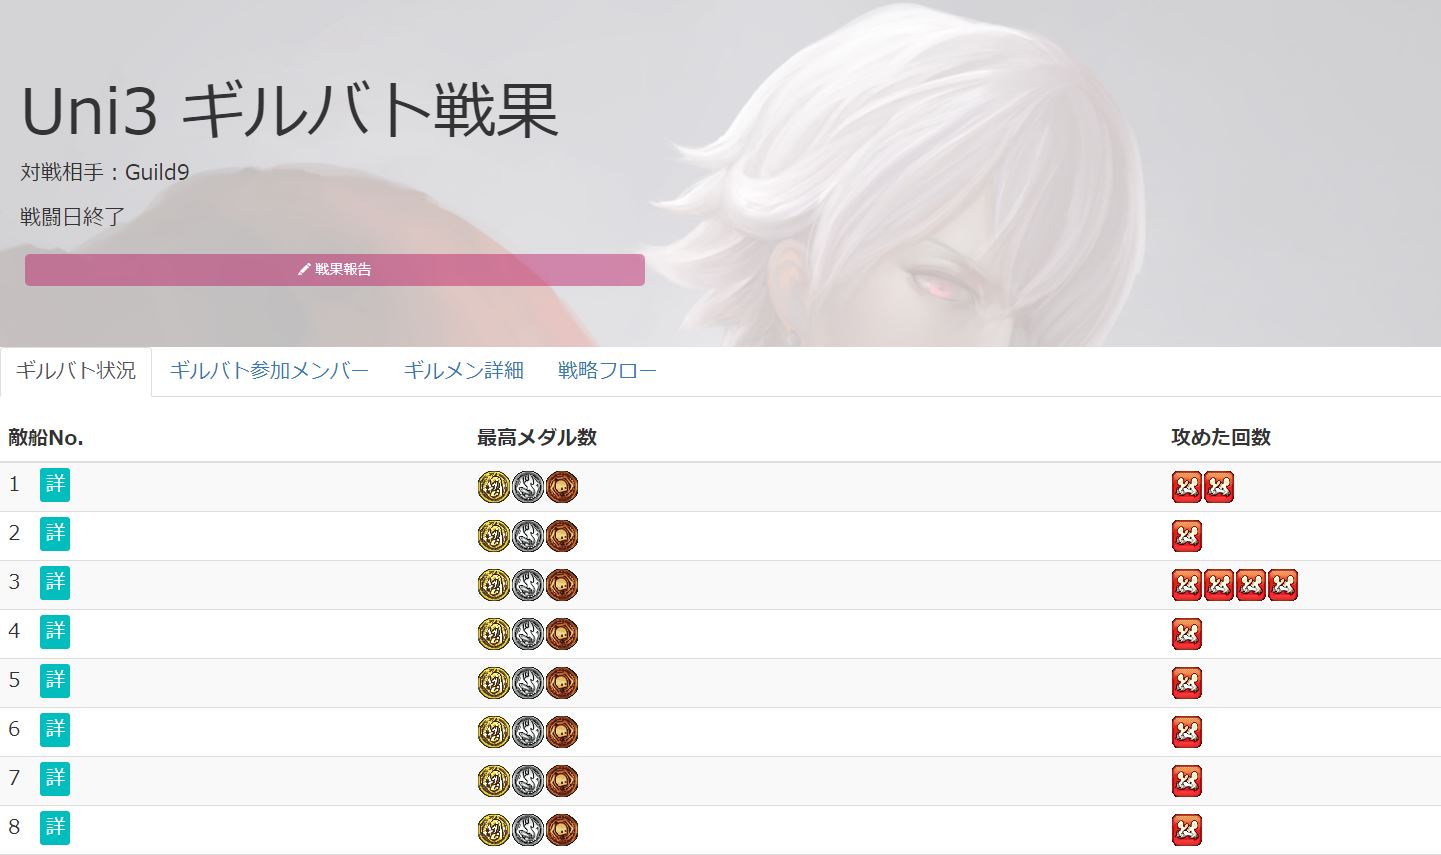 Uni3 ギルバト戦果
対戦相手：Guild9
戦闘日終了
戦果報告
ギルバト状況 ギルバト参加メンバー ギルメン詳細 戦略フロー
敵船No. 最高メダル数 攻めた回数
1 詳
2 詳
3 詳
4 詳
5 詳
6 詳
7 詳
8 詳